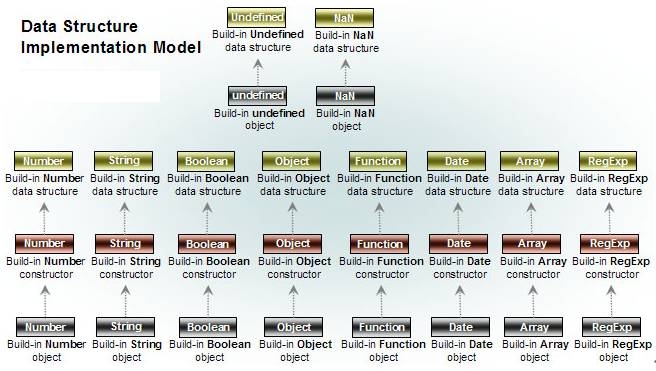 Data Structure
Implementation Model
Undefined NaN
Build-in Undefined Build-in NaN
data structure data structure
undefined NaN
Build-in undefined Build-in NaN
object object
Number String Boolean Object Function Date Array RegExp
Build-in Number Build-in String Build-in Boolean Build-in Object Build-in Function Build-in Date Build-in Array Build-in RegExp
data structure data structure data structure data structure data structure data structure data structure data structure
Number String Boolean Object Function Date Array RegExp
Build-in Number Build-in String Build-in Boolean Build-in Object Build-in Function Build-in Date Build-in Array Build-in RegExp
constructor constructor constructor constructor constructor constructor constructor constructor
Number String Boolean Object Function Date Array RegExp
Build-in Number Build-in String Build-in Boolean Build-in Object Build-in Function Build-in Date Build-in Array Build-in RegExp
object object object object object object object object